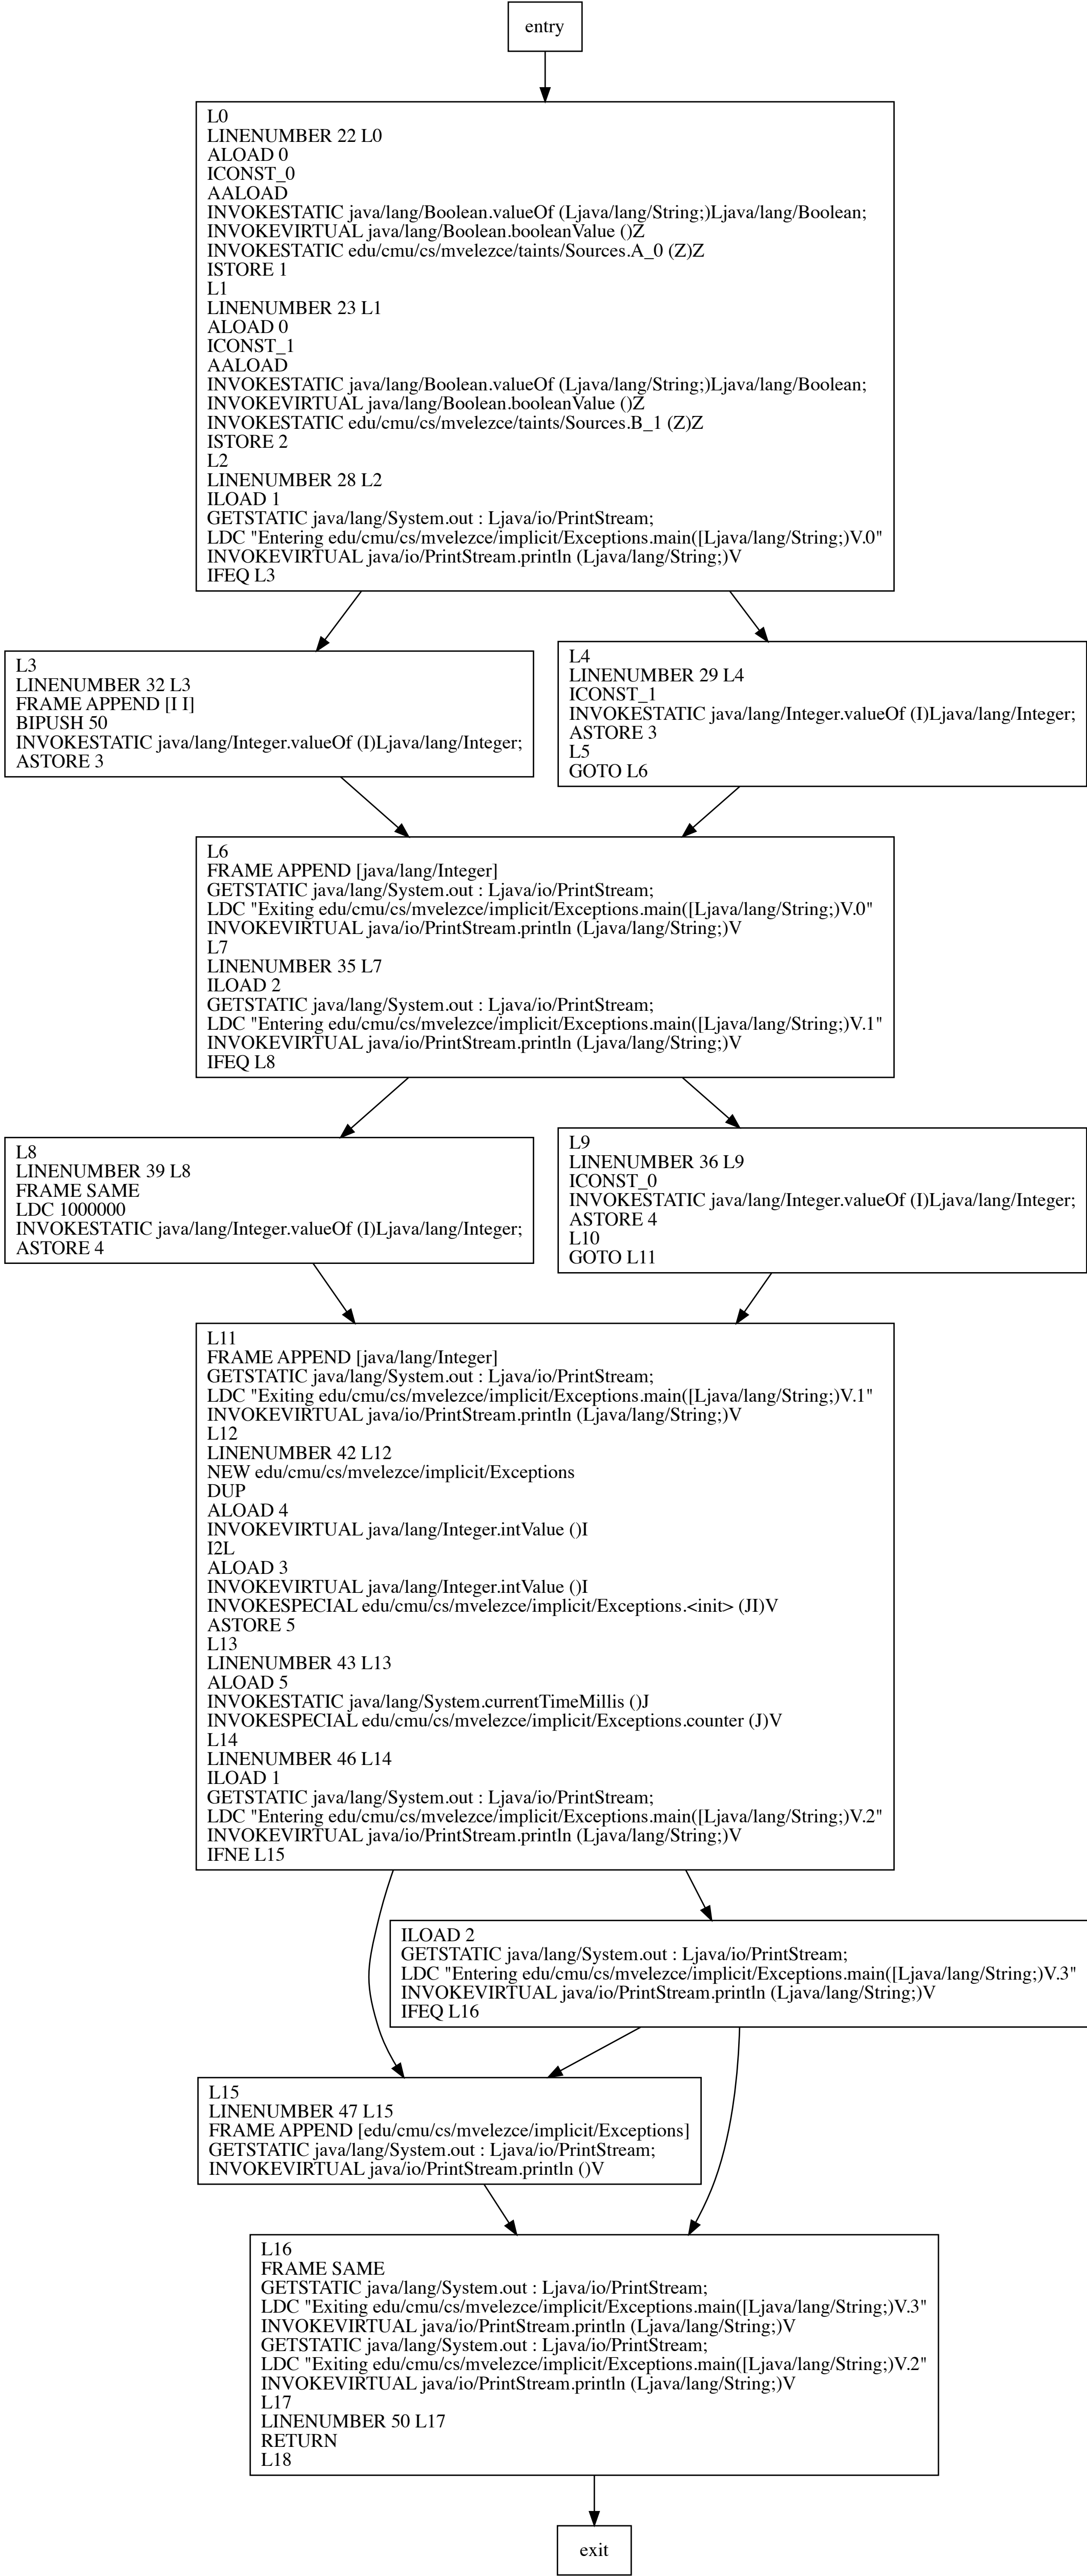 entry
L0
LINENUMBER 22 L0
ALOAD 0
ICONST_0
AALOAD
INVOKESTATIC java/lang/Boolean.valueOf (Ljava/lang/String;)Ljava/lang/Boolean;
INVOKEVIRTUAL java/lang/Boolean.booleanValue ()Z
INVOKESTATIC edu/cmu/cs/mvelezce/taints/Sources.A_0 (Z)Z
ISTORE 1
L1
LINENUMBER 23 L1
ALOAD 0
ICONST_1
AALOAD
INVOKESTATIC java/lang/Boolean.valueOf (Ljava/lang/String;)Ljava/lang/Boolean;
INVOKEVIRTUAL java/lang/Boolean.booleanValue ()Z
INVOKESTATIC edu/cmu/cs/mvelezce/taints/Sources.B_1 (Z)Z
ISTORE 2
L2
LINENUMBER 28 L2
ILOAD 1
GETSTATIC java/lang/System.out : Ljava/io/PrintStream;
LDC "Entering edu/cmu/cs/mvelezce/implicit/Exceptions.main([Ljava/lang/String;)V.0"
INVOKEVIRTUAL java/io/PrintStream.println (Ljava/lang/String;)V
IFEQ L3
L3
LINENUMBER 32 L3
FRAME APPEND [I I]
BIPUSH 50
INVOKESTATIC java/lang/Integer.valueOf (I)Ljava/lang/Integer;
ASTORE 3
L4
LINENUMBER 29 L4
ICONST_1
INVOKESTATIC java/lang/Integer.valueOf (I)Ljava/lang/Integer;
ASTORE 3
L5
GOTO L6
L6
FRAME APPEND [java/lang/Integer]
GETSTATIC java/lang/System.out : Ljava/io/PrintStream;
LDC "Exiting edu/cmu/cs/mvelezce/implicit/Exceptions.main([Ljava/lang/String;)V.0"
INVOKEVIRTUAL java/io/PrintStream.println (Ljava/lang/String;)V
L7
LINENUMBER 35 L7
ILOAD 2
GETSTATIC java/lang/System.out : Ljava/io/PrintStream;
LDC "Entering edu/cmu/cs/mvelezce/implicit/Exceptions.main([Ljava/lang/String;)V.1"
INVOKEVIRTUAL java/io/PrintStream.println (Ljava/lang/String;)V
IFEQ L8
L8
LINENUMBER 39 L8
FRAME SAME
LDC 1000000
INVOKESTATIC java/lang/Integer.valueOf (I)Ljava/lang/Integer;
ASTORE 4
L9
LINENUMBER 36 L9
ICONST_0
INVOKESTATIC java/lang/Integer.valueOf (I)Ljava/lang/Integer;
ASTORE 4
L10
GOTO L11
L11
FRAME APPEND [java/lang/Integer]
GETSTATIC java/lang/System.out : Ljava/io/PrintStream;
LDC "Exiting edu/cmu/cs/mvelezce/implicit/Exceptions.main([Ljava/lang/String;)V.1"
INVOKEVIRTUAL java/io/PrintStream.println (Ljava/lang/String;)V
L12
LINENUMBER 42 L12
NEW edu/cmu/cs/mvelezce/implicit/Exceptions
DUP
ALOAD 4
INVOKEVIRTUAL java/lang/Integer.intValue ()I
I2L
ALOAD 3
INVOKEVIRTUAL java/lang/Integer.intValue ()I
INVOKESPECIAL edu/cmu/cs/mvelezce/implicit/Exceptions.<init> (JI)V
ASTORE 5
L13
LINENUMBER 43 L13
ALOAD 5
INVOKESTATIC java/lang/System.currentTimeMillis ()J
INVOKESPECIAL edu/cmu/cs/mvelezce/implicit/Exceptions.counter (J)V
L14
LINENUMBER 46 L14
ILOAD 1
GETSTATIC java/lang/System.out : Ljava/io/PrintStream;
LDC "Entering edu/cmu/cs/mvelezce/implicit/Exceptions.main([Ljava/lang/String;)V.2"
INVOKEVIRTUAL java/io/PrintStream.println (Ljava/lang/String;)V
IFNE L15
ILOAD 2
GETSTATIC java/lang/System.out : Ljava/io/PrintStream;
LDC "Entering edu/cmu/cs/mvelezce/implicit/Exceptions.main([Ljava/lang/String;)V.3"
INVOKEVIRTUAL java/io/PrintStream.println (Ljava/lang/String;)V
IFEQ L16
L15
LINENUMBER 47 L15
FRAME APPEND [edu/cmu/cs/mvelezce/implicit/Exceptions]
GETSTATIC java/lang/System.out : Ljava/io/PrintStream;
INVOKEVIRTUAL java/io/PrintStream.println ()V
L16
FRAME SAME
GETSTATIC java/lang/System.out : Ljava/io/PrintStream;
LDC "Exiting edu/cmu/cs/mvelezce/implicit/Exceptions.main([Ljava/lang/String;)V.3"
INVOKEVIRTUAL java/io/PrintStream.println (Ljava/lang/String;)V
GETSTATIC java/lang/System.out : Ljava/io/PrintStream;
LDC "Exiting edu/cmu/cs/mvelezce/implicit/Exceptions.main([Ljava/lang/String;)V.2"
INVOKEVIRTUAL java/io/PrintStream.println (Ljava/lang/String;)V
L17
LINENUMBER 50 L17
RETURN
L18
exit